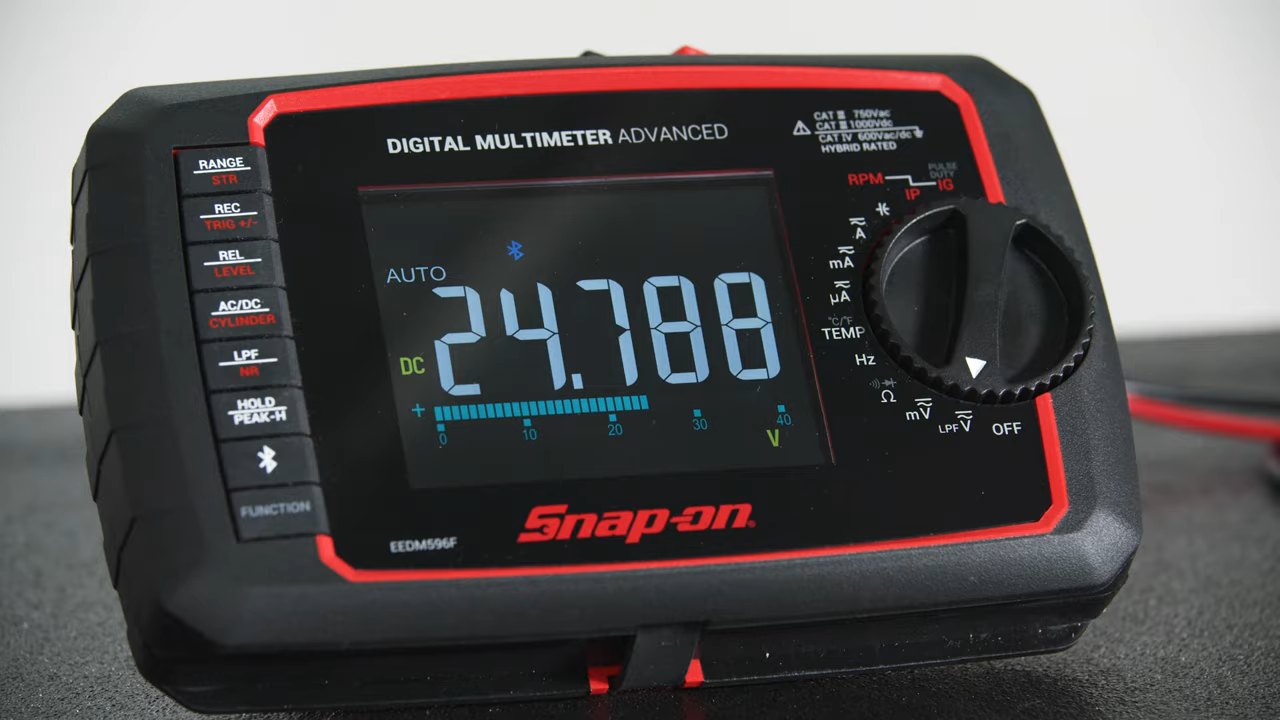 DIGITAL MULTIMETER ADVANCED
CAT II 750Vac
CAT III 1000Vdc
CAT IV 600Vac/dc
HYBRID RATED
RANGE
STR
REC
TRIG +/-
REL
LEVEL
AC/DC
CYLINDER
LPF
NR
HOLD
PEAK-H
FUNCTION
AUTO
DC
24.788
+
0 10 20 30 40
V
PULSE
DUTY
RPM IP IG
A
mA
µA
°C/°F
TEMP
Hz
Ω
mV
LPF V
OFF
Snap-on®
EEDM596F